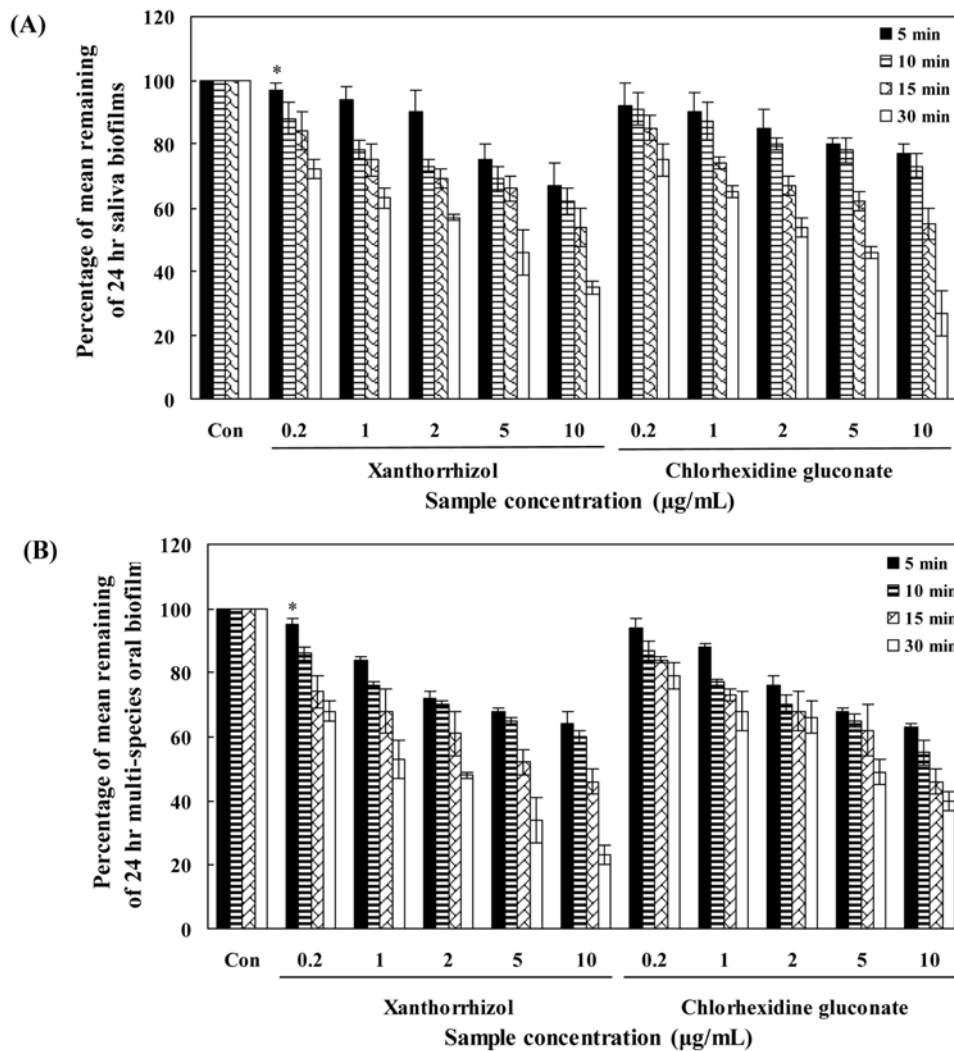 (A)
Percentage of mean remaining
of 24 hr saliva biofilms
120
100
80
60
40
20
0
*
5 min
10 min
15 min
30 min
Con 0.2 1 2 5 10 0.2 1 2 5 10
Xanthorrhizol Chlorhexidine gluconate
Sample concentration (µg/mL)
(B)
Percentage of mean remaining
of 24 hr multi-species oral biofilm
120
100
80
60
40
20
0
*
5 min
10 min
15 min
30 min
Con 0.2 1 2 5 10 0.2 1 2 5 10
Xanthorrhizol Chlorhexidine gluconate
Sample concentration (µg/mL)